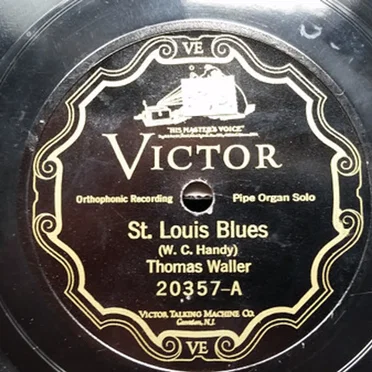 VE
"HIS MASTER'S VOICE"
VICTOR
Orthophonic Recording Pipe Organ Solo
St. Louis Blues
(W. C. Handy)
Thomas Waller
20357-A
VICTOR TALKING MACHINE CO.
Camden, N.J.
VE